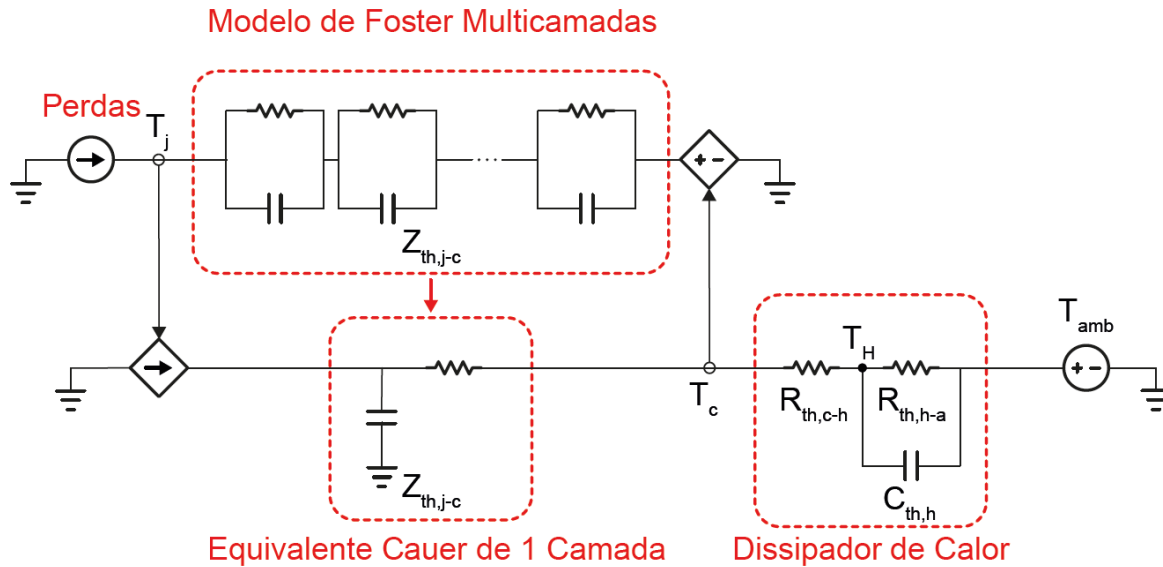 Modelo de Foster Multicamadas
Perdas
T_j
+ -
Z_th,j-c
T_amb
T_H
+ -
T_c
R_th,c-h
R_th,h-a
Z_th,j-c
C_th,h
Equivalente Cauer de 1 Camada
Dissipador de Calor